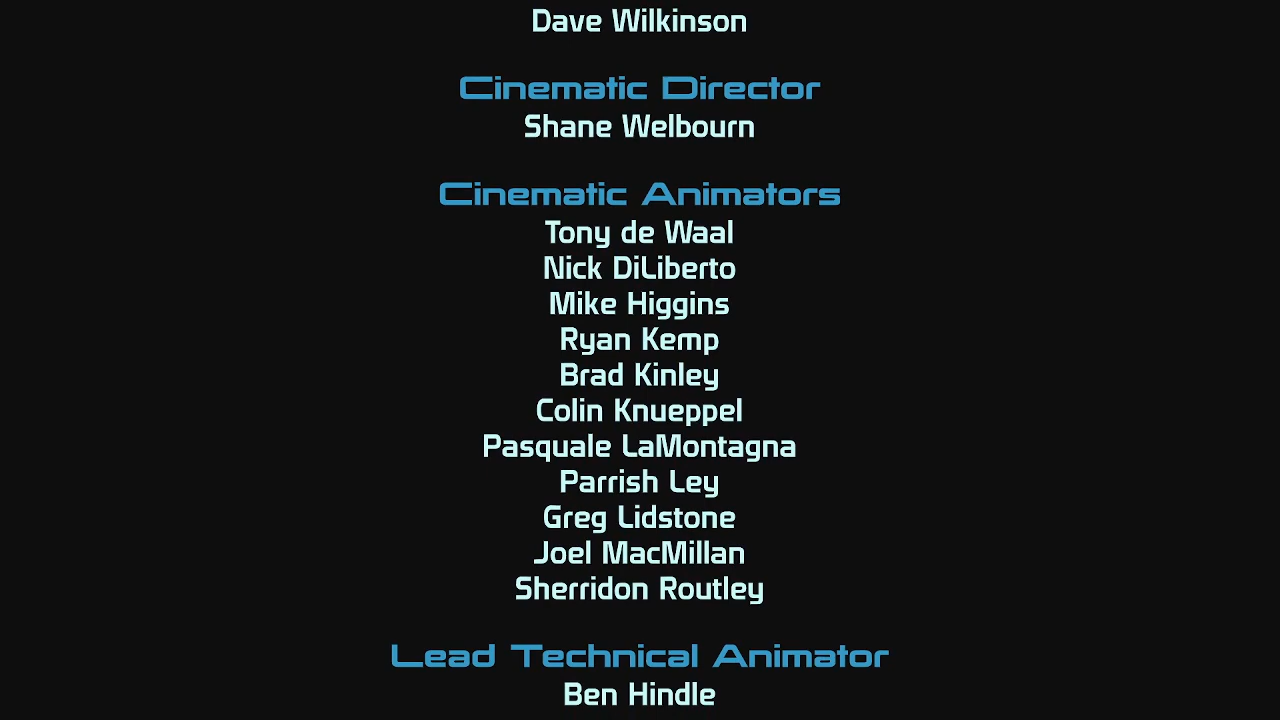 Dave Wilkinson
Cinematic Director
Shane Welbourn
Cinematic Animators
Tony de Waal
Nick DiLiberto
Mike Higgins
Ryan Kemp
Brad Kinley
Colin Knueppel
Pasquale LaMontagna
Parrish Ley
Greg Lidstone
Joel MacMillan
Sherridon Routley
Lead Technical Animator
Ben Hindle